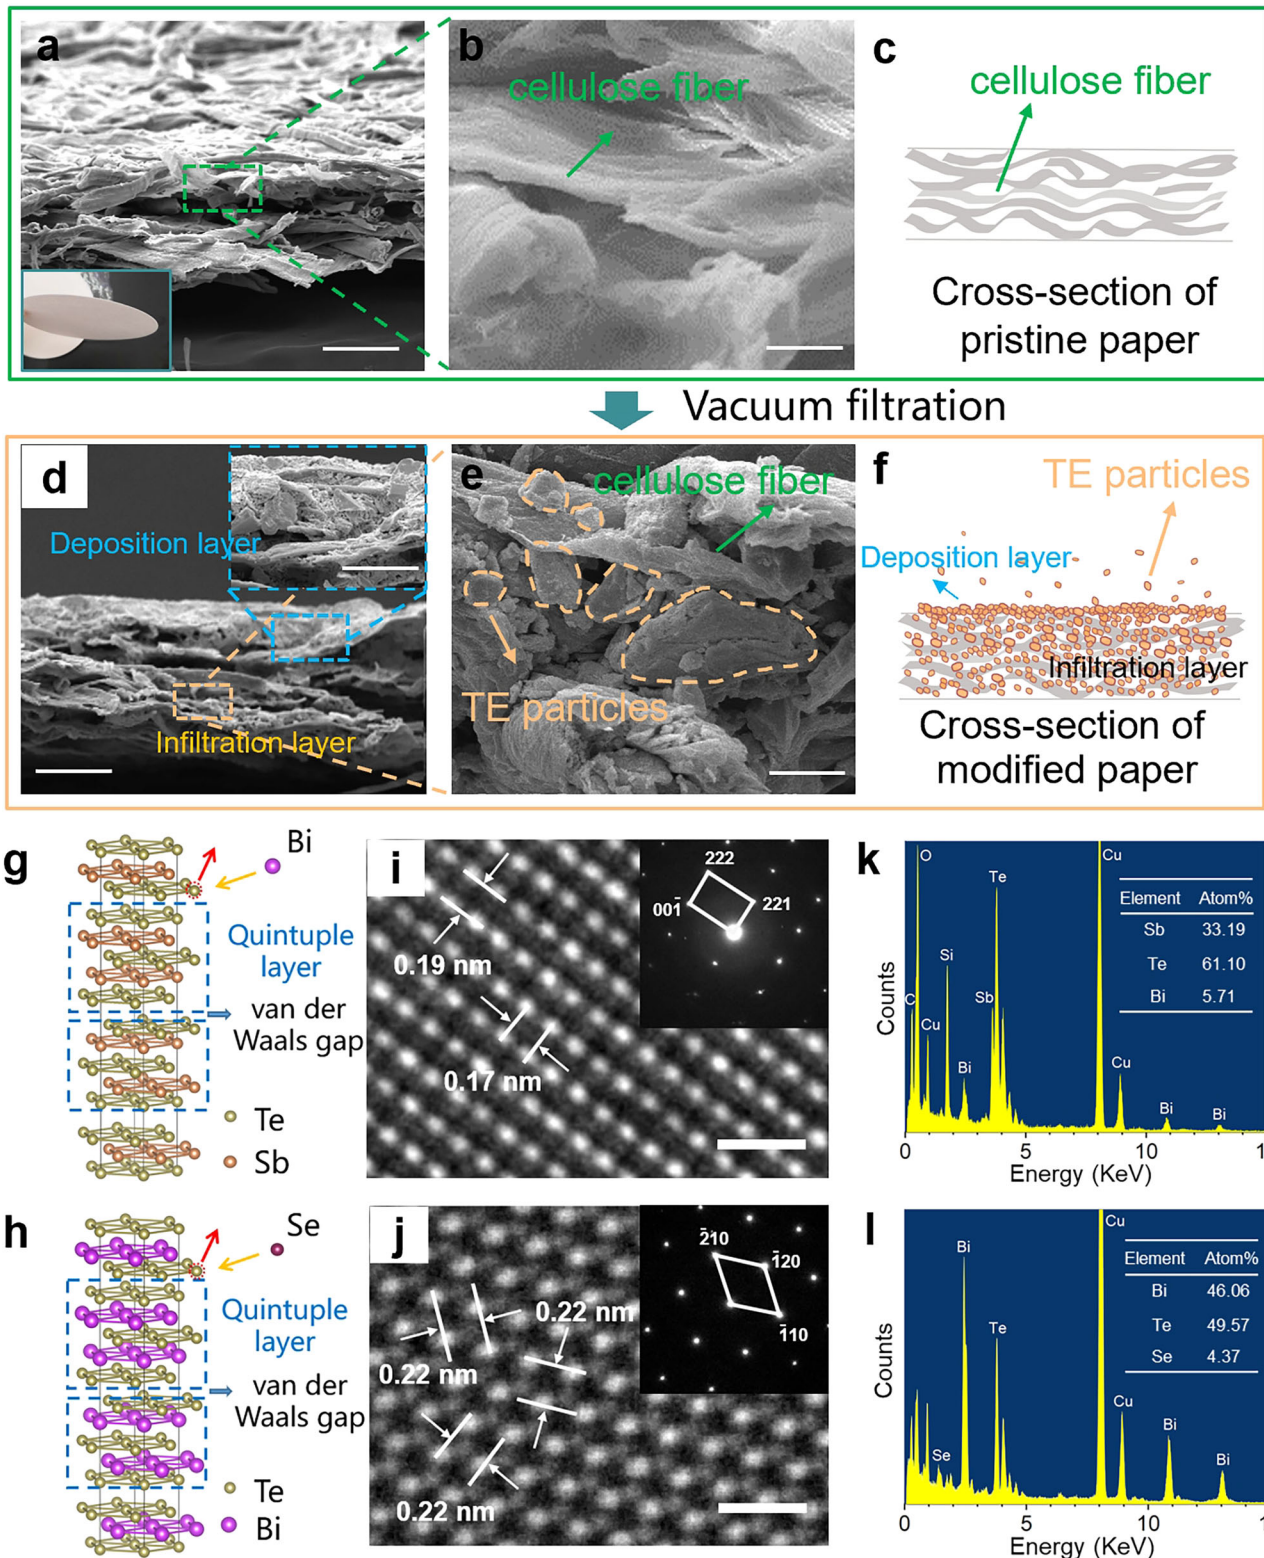 a
b
cellulose fiber
c
cellulose fiber
Cross-section of
pristine paper
Vacuum filtration
d
Deposition layer
Infiltration layer
e
cellulose fiber
TE particles
f
TE particles
Deposition layer
Infiltration layer
Cross-section of
modified paper
g
Bi
Quintuple
layer
van der
Waals gap
Te
Sb
i
0.19 nm
0.17 nm
222
001̄
221
k
O
C
Cu
Si
Bi
Sb
Te
Cu
Cu
Bi
Bi
Element Atom%
Sb 33.19
Te 61.10
Bi 5.71
Counts
0 5 10 1
Energy (KeV)
h
Se
Quintuple
layer
van der
Waals gap
Te
Bi
j
0.22 nm
0.22 nm
0.22 nm
2̄10
1̄20
1̄10
l
Se
Bi
Te
Cu
Cu
Bi
Bi
Element Atom%
Bi 46.06
Te 49.57
Se 4.37
Counts
0 5 10 1
Energy (KeV)